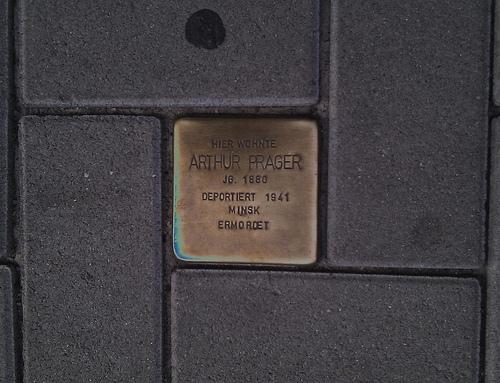 HIER WOHNTE
ARTHUR PRAGER
JG. 1880
DEPORTIERT 1941
MINSK
ERMORDET